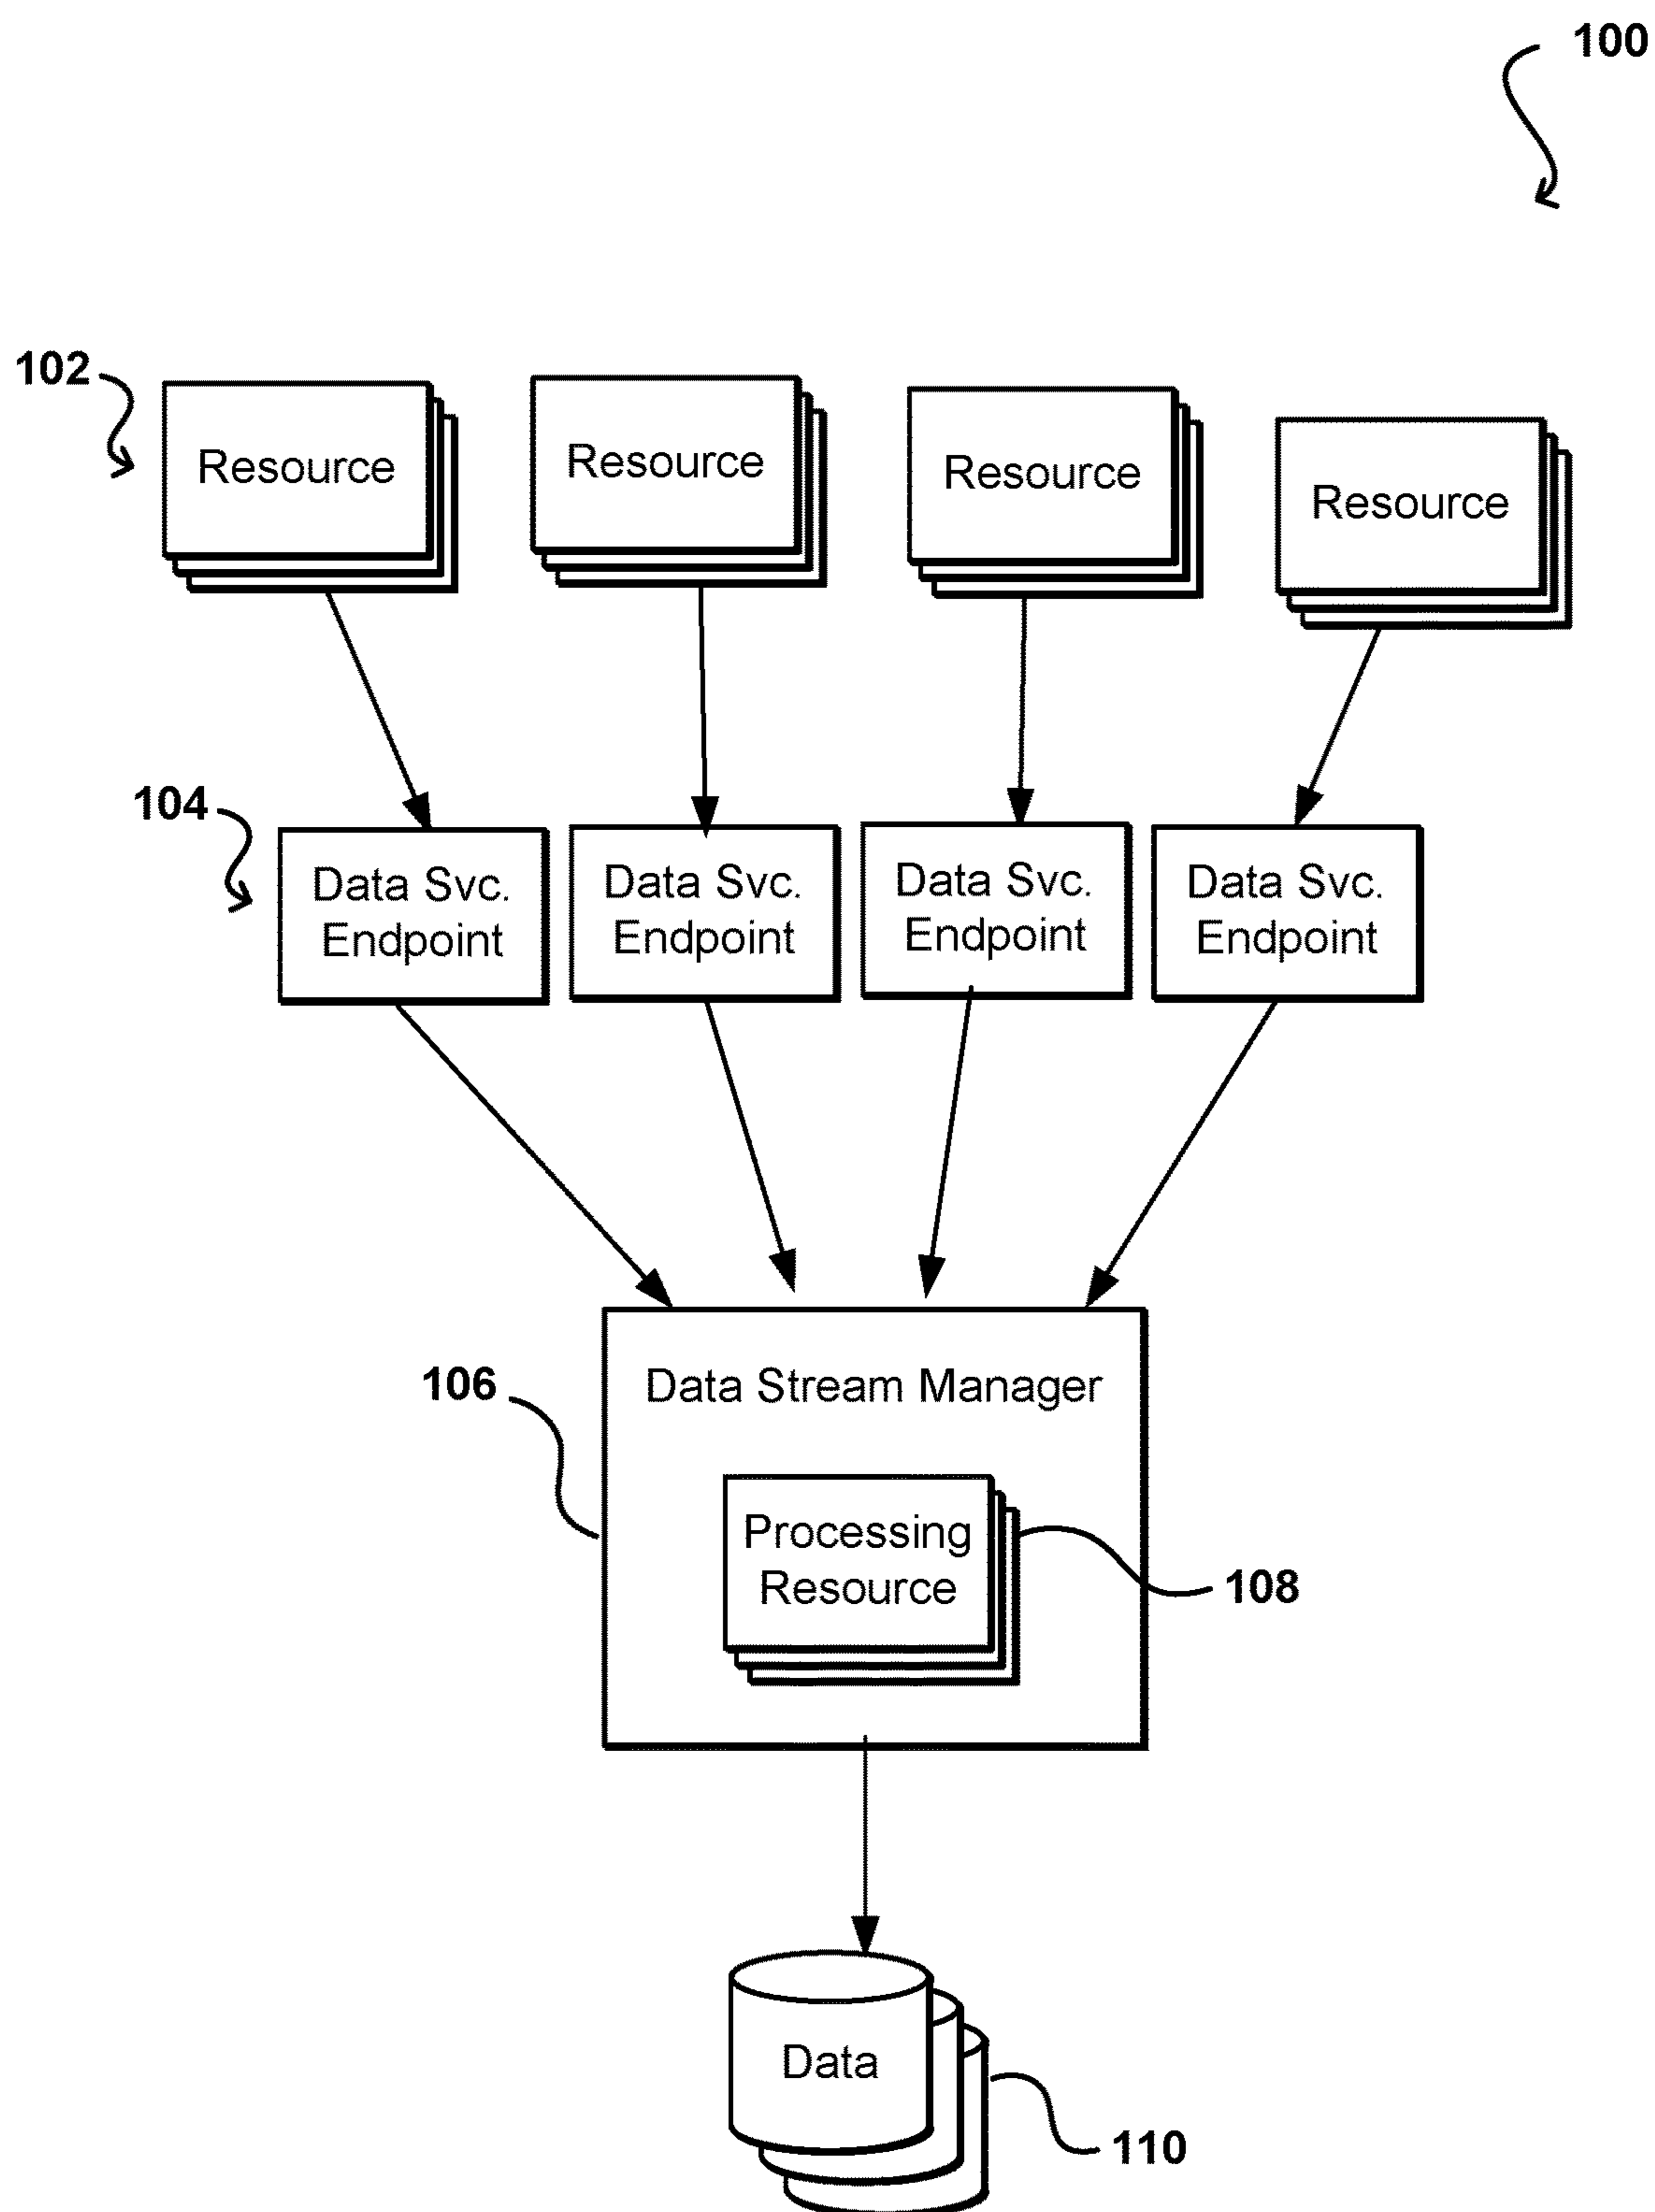 100
102
Resource
Resource
Resource
Resource
104
Data Svc.
Endpoint
Data Svc.
Endpoint
Data Svc.
Endpoint
Data Svc.
Endpoint
106
Data Stream Manager
Processing
Resource
108
Data
110